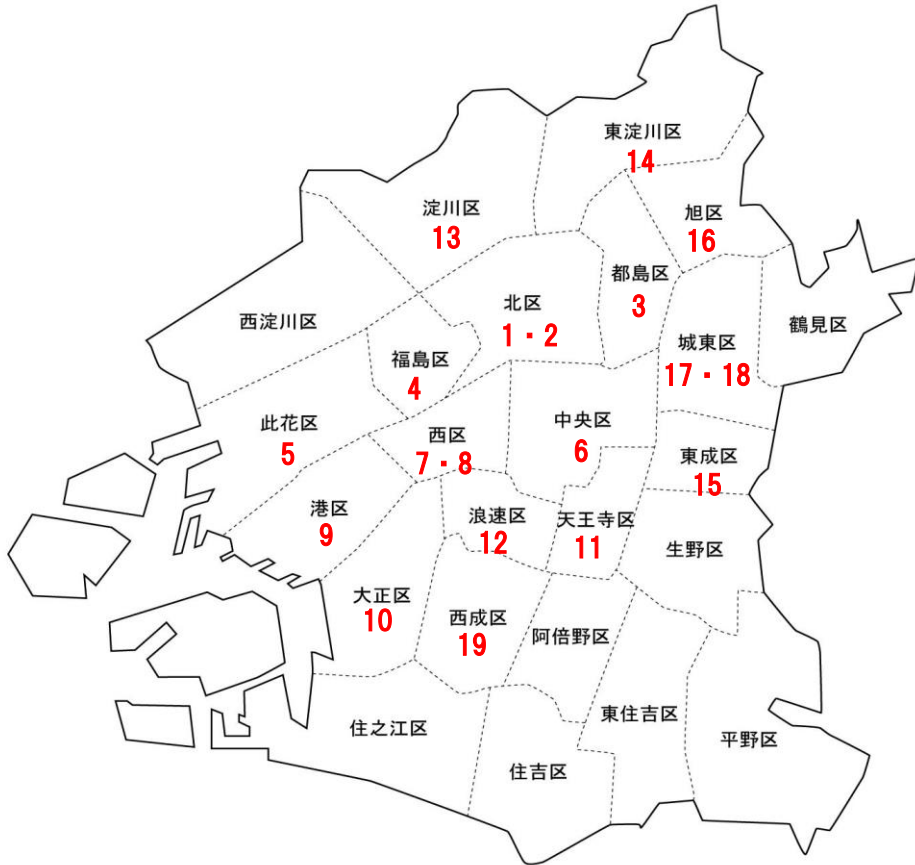 東淀川区
14
淀川区
13
旭区
16
都島区
3
北区
1・2
西淀川区
鶴見区
城東区
17・18
福島区
4
此花区
5
西区
7・8
中央区
6
東成区
15
港区
9
浪速区
12
天王寺区
11
生野区
大正区
10
西成区
19
阿倍野区
住之江区
東住吉区
平野区
住吉区